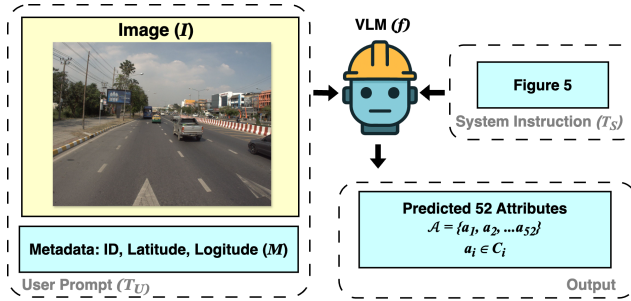 Image (I)
Metadata: ID, Latitude, Logitude (M)
User Prompt (T_U)
VLM (f)
Figure 5
System Instruction (T_S)
Predicted 52 Attributes
𝒜 = {a_1, a_2, ...a_52}
a_i ∈ C_i
Output